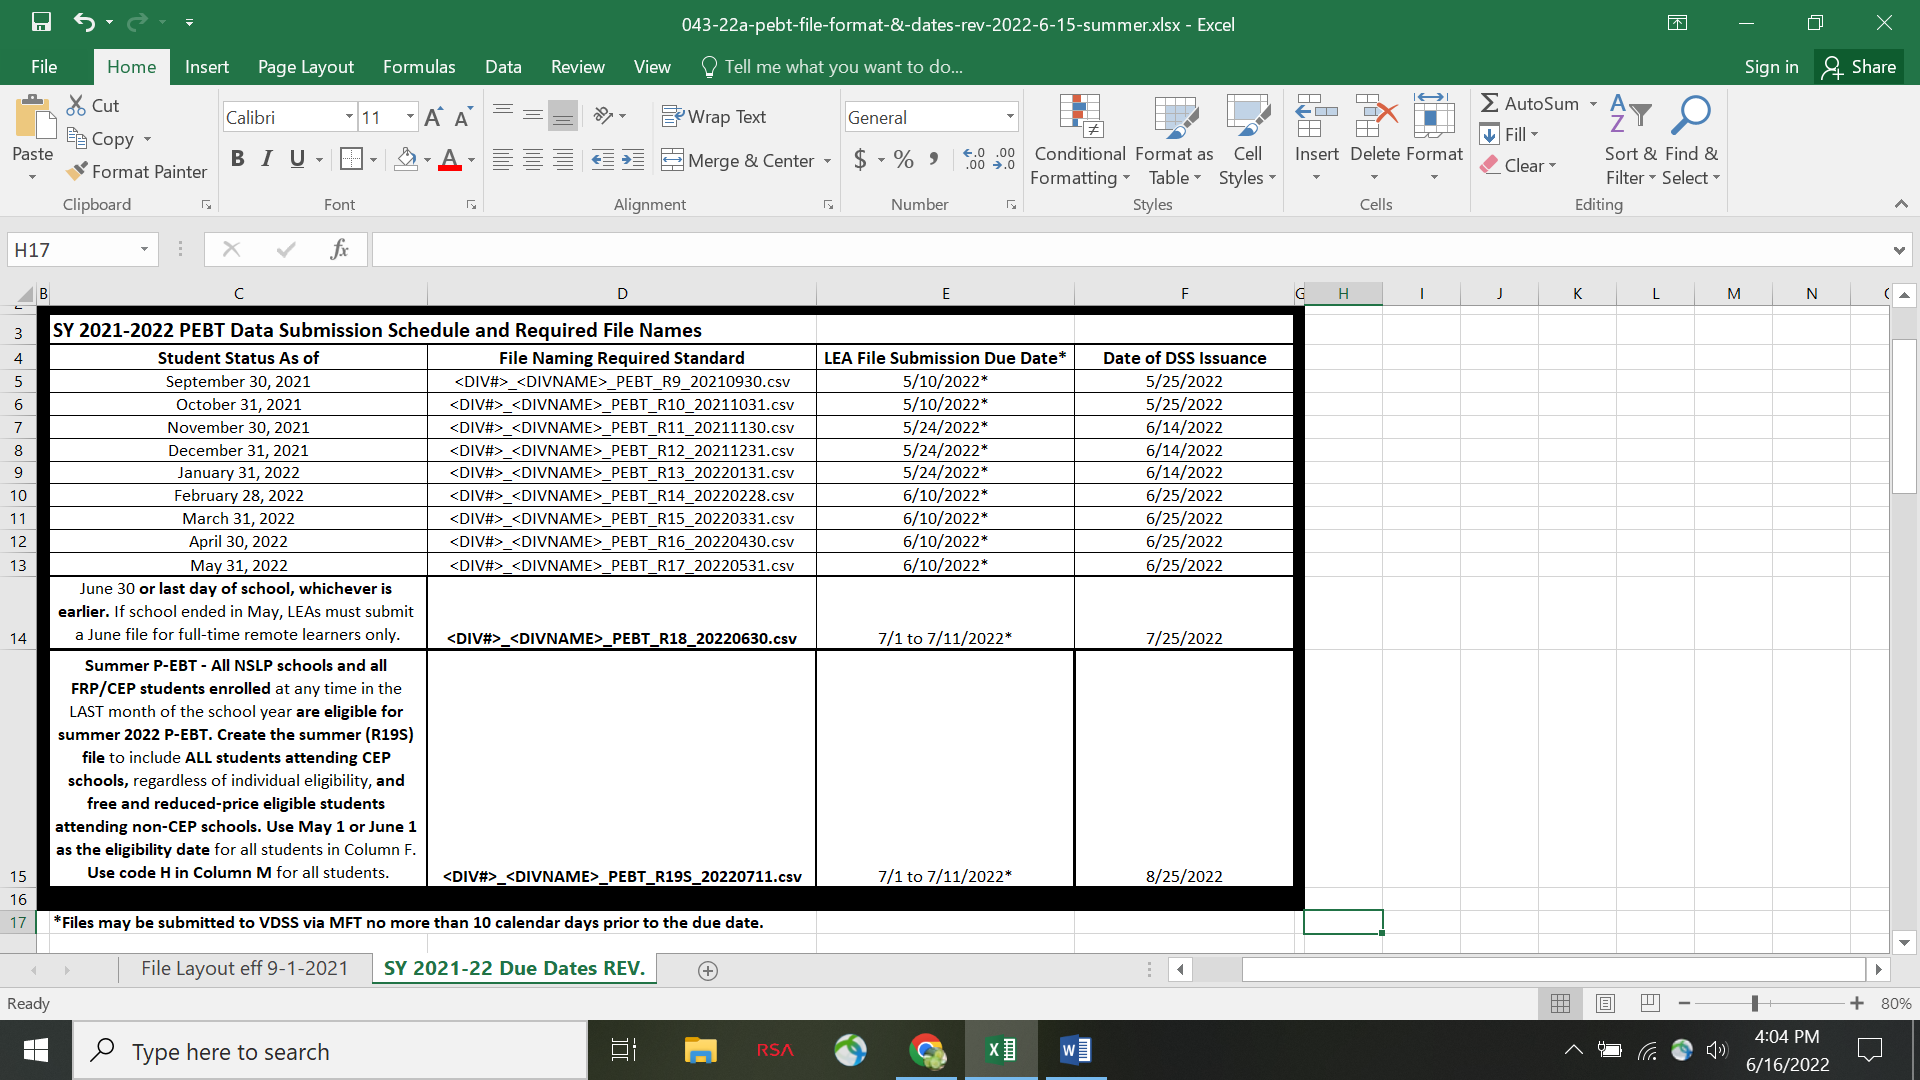 043-22a-pebt-file-format-&-dates-rev-2022-6-15-summer.xlsx - Excel
File Home Insert Page Layout Formulas Data Review View Tell me what you want to do... Sign in Share
Paste
Cut
Copy
Format Painter
Clipboard
Calibri 11
B I U
Font
Wrap Text
Merge & Center
Alignment
General
$ % ,
Number
Conditional Formatting
Format as Table
Cell Styles
Styles
Insert Delete Format
Cells
AutoSum
Fill
Clear
Sort & Filter
Find & Select
Editing
H17 fx
B C D E F G H I J K L M N
3 SY 2021-2022 PEBT Data Submission Schedule and Required File Names
4 Student Status As of File Naming Required Standard LEA File Submission Due Date* Date of DSS Issuance
5 September 30, 2021 <DIV#>_<DIVNAME>_PEBT_R9_20210930.csv 5/10/2022* 5/25/2022
6 October 31, 2021 <DIV#>_<DIVNAME>_PEBT_R10_20211031.csv 5/10/2022* 5/25/2022
7 November 30, 2021 <DIV#>_<DIVNAME>_PEBT_R11_20211130.csv 5/24/2022* 6/14/2022
8 December 31, 2021 <DIV#>_<DIVNAME>_PEBT_R12_20211231.csv 5/24/2022* 6/14/2022
9 January 31, 2022 <DIV#>_<DIVNAME>_PEBT_R13_20220131.csv 5/24/2022* 6/14/2022
10 February 28, 2022 <DIV#>_<DIVNAME>_PEBT_R14_20220228.csv 6/10/2022* 6/25/2022
11 March 31, 2022 <DIV#>_<DIVNAME>_PEBT_R15_20220331.csv 6/10/2022* 6/25/2022
12 April 30, 2022 <DIV#>_<DIVNAME>_PEBT_R16_20220430.csv 6/10/2022* 6/25/2022
13 May 31, 2022 <DIV#>_<DIVNAME>_PEBT_R17_20220531.csv 6/10/2022* 6/25/2022
June 30 or last day of school, whichever is
earlier. If school ended in May, LEAs must submit
a June file for full-time remote learners only.
14 <DIV#>_<DIVNAME>_PEBT_R18_20220630.csv 7/1 to 7/11/2022* 7/25/2022
Summer P-EBT - All NSLP schools and all
FRP/CEP students enrolled at any time in the
LAST month of the school year are eligible for
summer 2022 P-EBT. Create the summer (R19S)
file to include ALL students attending CEP
schools, regardless of individual eligibility, and
free and reduced-price eligible students
attending non-CEP schools. Use May 1 or June 1
as the eligibility date for all students in Column F.
Use code H in Column M for all students.
15 <DIV#>_<DIVNAME>_PEBT_R19S_20220711.csv 7/1 to 7/11/2022* 8/25/2022
16
17 *Files may be submitted to VDSS via MFT no more than 10 calendar days prior to the due date.
File Layout eff 9-1-2021 SY 2021-22 Due Dates REV.
Ready 80%
Type here to search
RSA
4:04 PM
6/16/2022